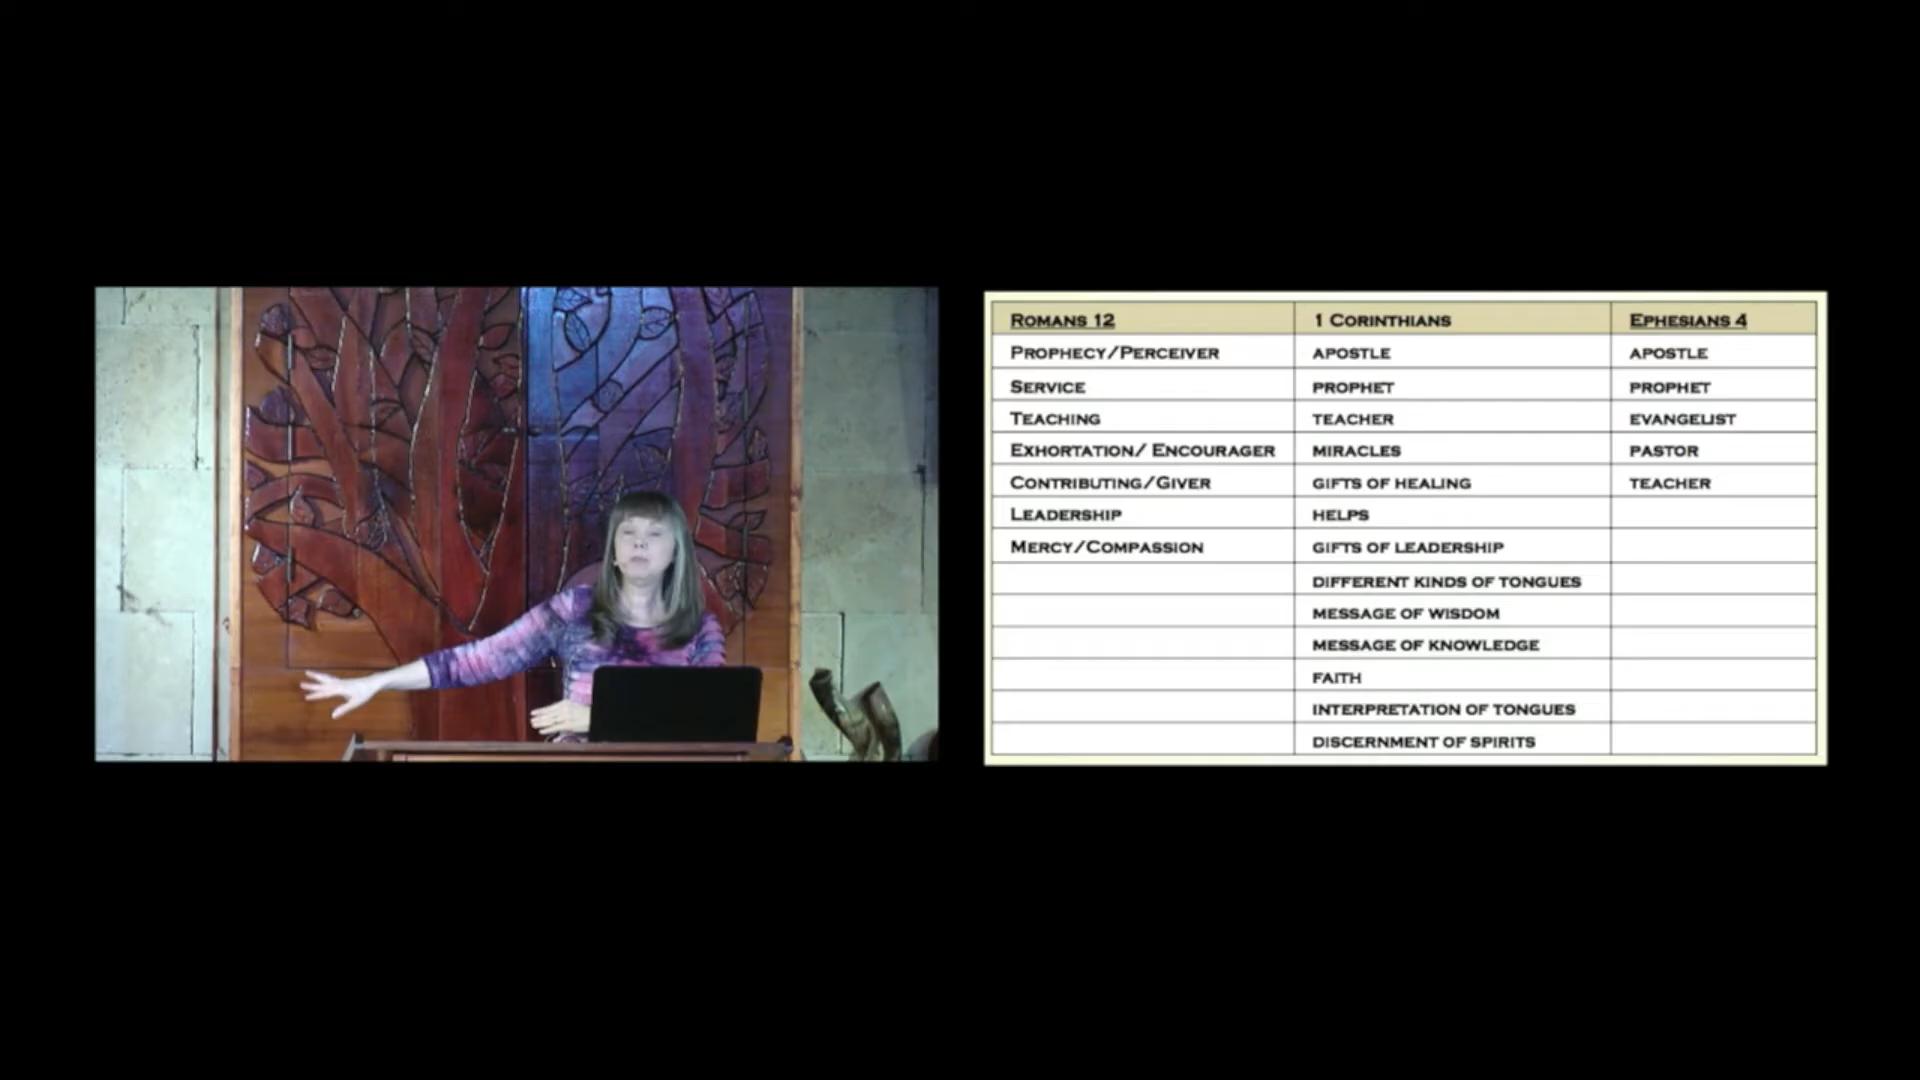 ROMANS 12 1 CORINTHIANS EPHESIANS 4
PROPHECY/PERCEIVER APOSTLE APOSTLE
SERVICE PROPHET PROPHET
TEACHING TEACHER EVANGELIST
EXHORTATION/ ENCOURAGER MIRACLES PASTOR
CONTRIBUTING/GIVER GIFTS OF HEALING TEACHER
LEADERSHIP HELPS
MERCY/COMPASSION GIFTS OF LEADERSHIP
DIFFERENT KINDS OF TONGUES
MESSAGE OF WISDOM
MESSAGE OF KNOWLEDGE
FAITH
INTERPRETATION OF TONGUES
DISCERNMENT OF SPIRITS